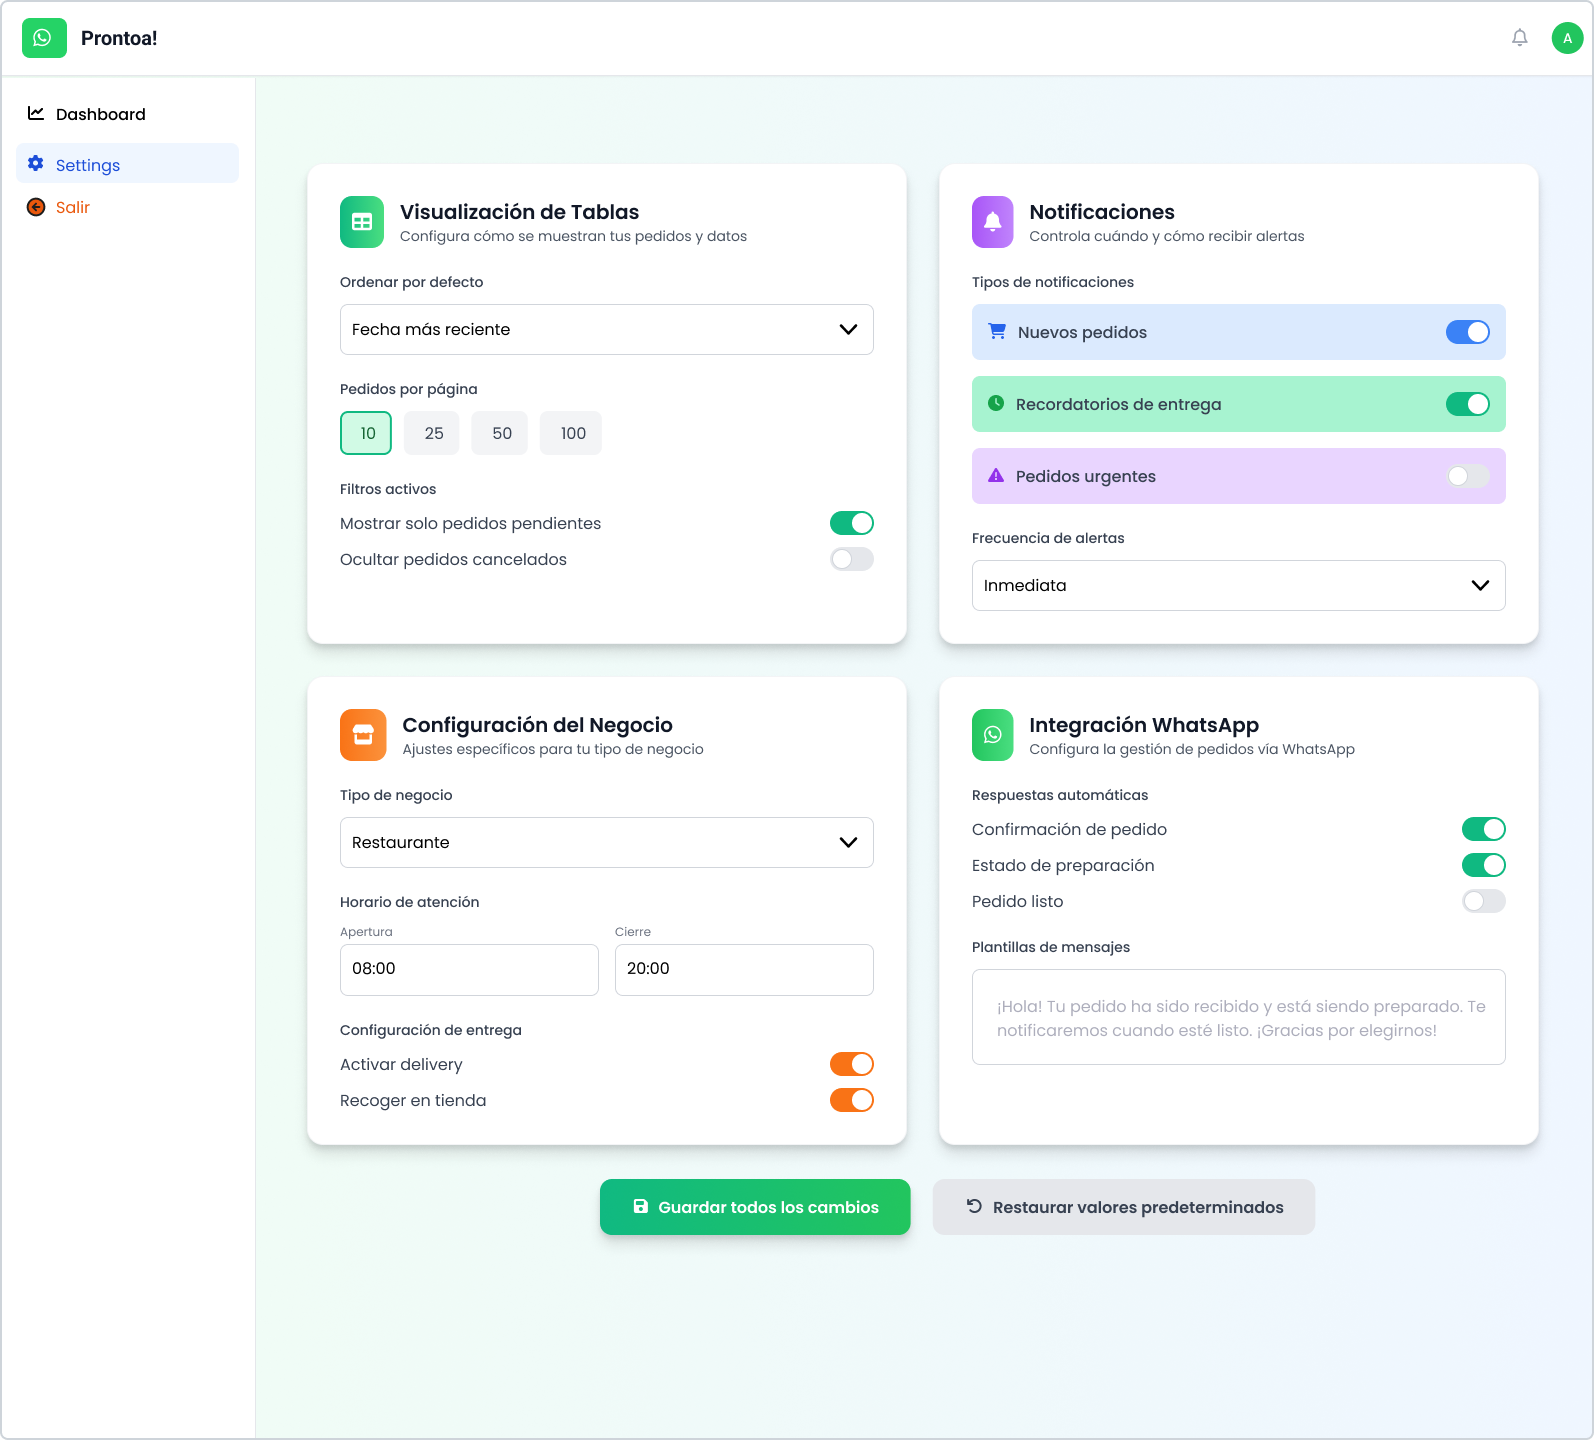 Prontoa!
A
Dashboard
Settings
Salir
Visualización de Tablas
Configura cómo se muestran tus pedidos y datos
Ordenar por defecto
Fecha más reciente
Pedidos por página
10 25 50 100
Filtros activos
Mostrar solo pedidos pendientes
Ocultar pedidos cancelados
Notificaciones
Controla cuándo y cómo recibir alertas
Tipos de notificaciones
Nuevos pedidos
Recordatorios de entrega
Pedidos urgentes
Frecuencia de alertas
Inmediata
Configuración del Negocio
Ajustes específicos para tu tipo de negocio
Tipo de negocio
Restaurante
Horario de atención
Apertura Cierre
08:00 20:00
Configuración de entrega
Activar delivery
Recoger en tienda
Integración WhatsApp
Configura la gestión de pedidos vía WhatsApp
Respuestas automáticas
Confirmación de pedido
Estado de preparación
Pedido listo
Plantillas de mensajes
¡Hola! Tu pedido ha sido recibido y está siendo preparado. Te
notificaremos cuando esté listo. ¡Gracias por elegirnos!
Guardar todos los cambios
Restaurar valores predeterminados